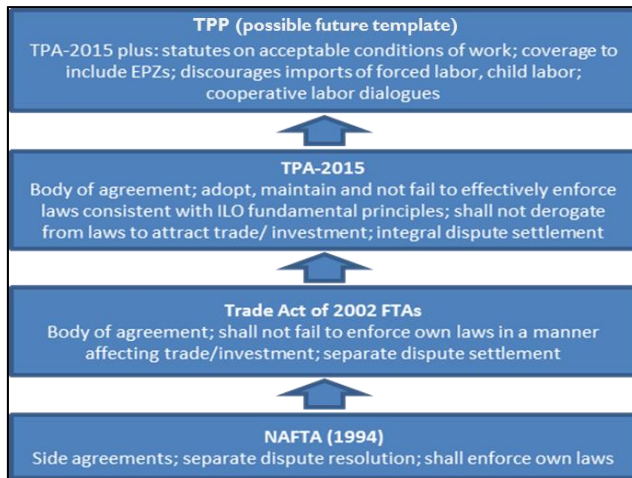 TPP (possible future template)
TPA-2015 plus: statutes on acceptable conditions of work; coverage to
include EPZs; discourages imports of forced labor, child labor;
cooperative labor dialogues
TPA-2015
Body of agreement; adopt, maintain and not fail to effectively enforce
laws consistent with ILO fundamental principles; shall not derogate
from laws to attract trade/ investment; integral dispute settlement
Trade Act of 2002 FTAs
Body of agreement; shall not fail to enforce own laws in a manner
affecting trade/investment; separate dispute settlement
NAFTA (1994)
Side agreements; separate dispute resolution; shall enforce own laws